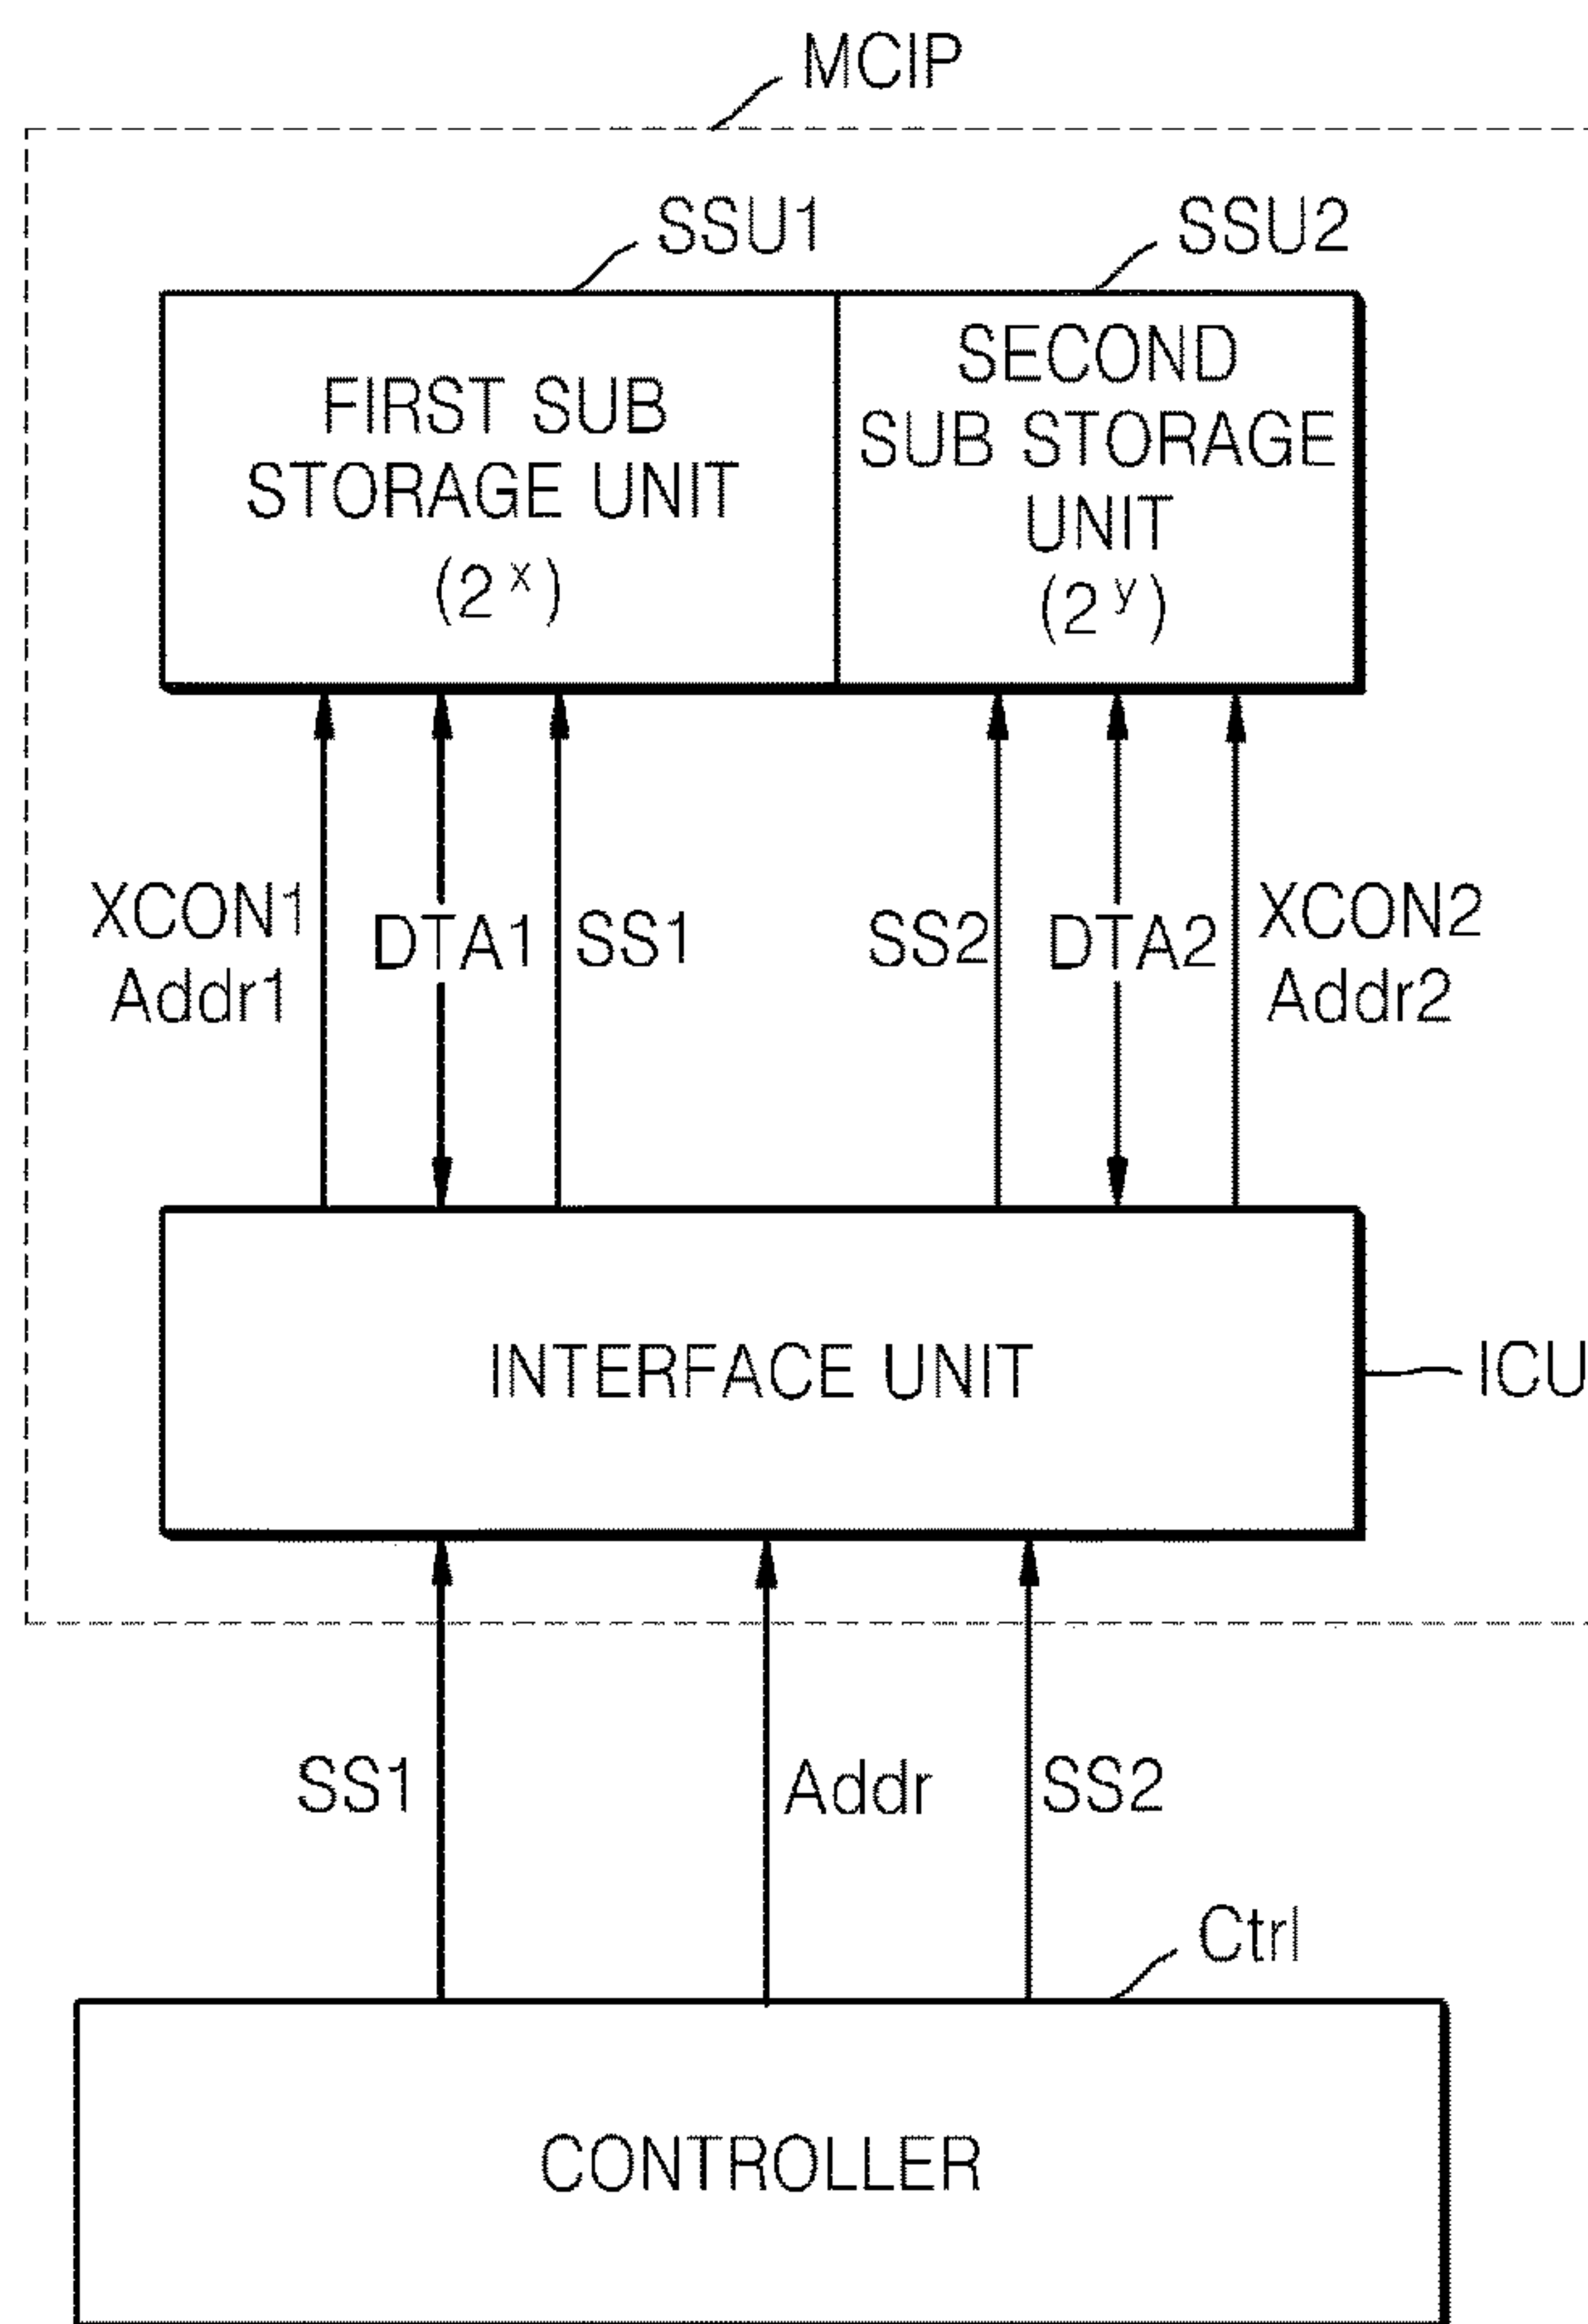 MCIP
SSU1
SSU2
FIRST SUB
STORAGE UNIT
(2^x)
SECOND
SUB STORAGE
UNIT
(2^y)
XCON1
Addr1
DTA1
SS1
SS2
DTA2
XCON2
Addr2
INTERFACE UNIT
ICU
SS1
Addr
SS2
Ctrl
CONTROLLER